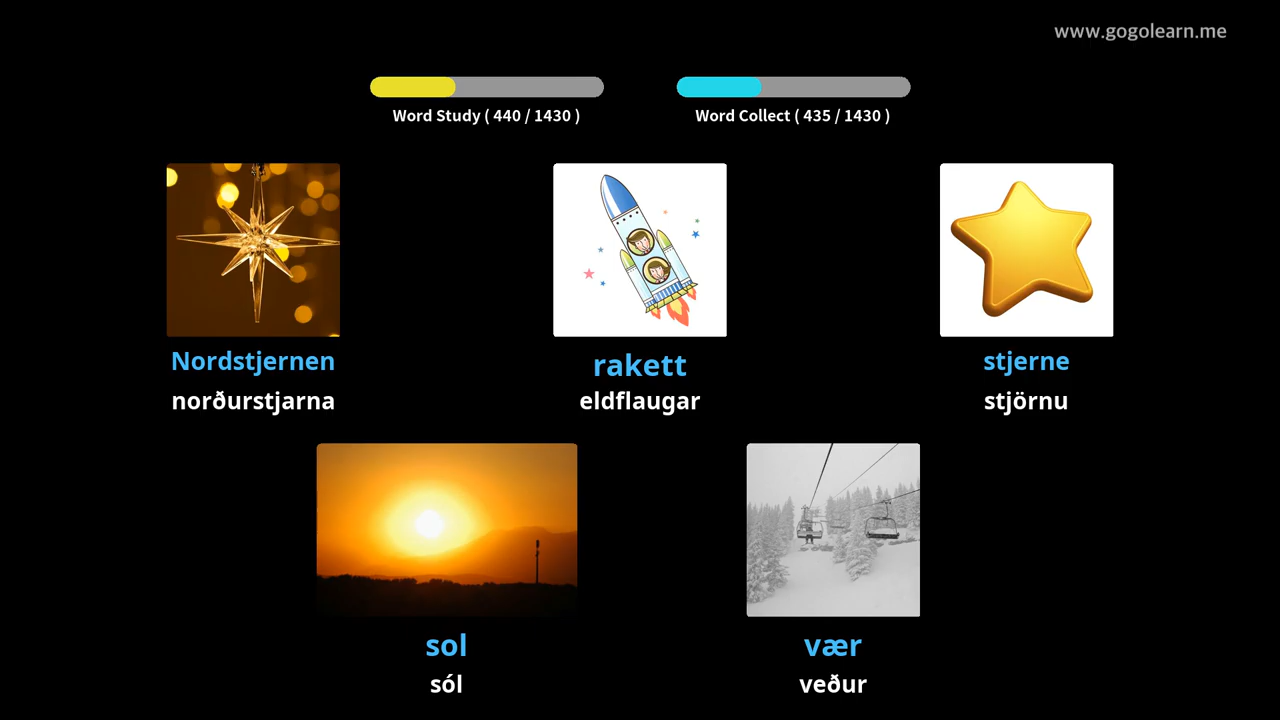 www.gogolearn.me
Word Study ( 440 / 1430 )
Word Collect ( 435 / 1430 )
Nordstjernen
norðurstjarna
rakett
eldflaugar
stjerne
stjörnu
sol
sól
vær
veður